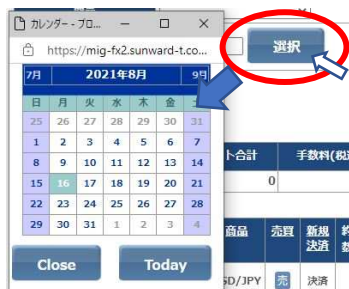 カレンダー - プロ...
https://mig-fx2.sunward-t.co...
選択
7月 2021年8月 9月
日 月 火 水 木 金
25 26 27 28 29 30 31
1 2 3 4 5 6 7
8 9 10 11 12 13 14
15 16 17 18 19 20 21
22 23 24 25 26 27 28
29 30 31 1 2 3 4
Close Today
ト合計 手数料(税
0
商品 売買 新規
決済
SD/JPY 売 決済